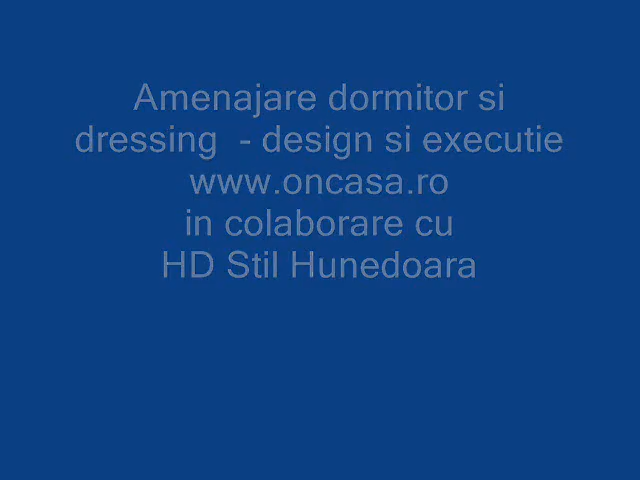 Amenajare dormitor si
dressing  - design si executie
www.oncasa.ro
in colaborare cu
HD Stil Hunedoara